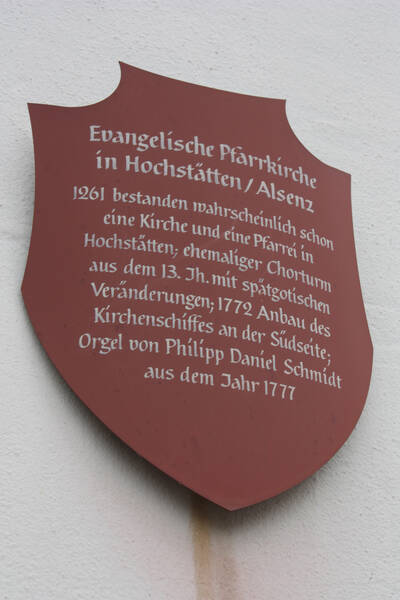 Evangelische Pfarrkirche
in Hochstätten/Alsenz
1261 bestanden wahrscheinlich schon
eine Kirche und eine Pfarrei in
Hochstätten; ehemaliger Chorturm
aus dem 13. Jh. mit spätgotischen
Veränderungen; 1772 Anbau des
Kirchenschiffes an der Südseite;
Orgel von Philipp Daniel Schmidt
aus dem Jahr 1777